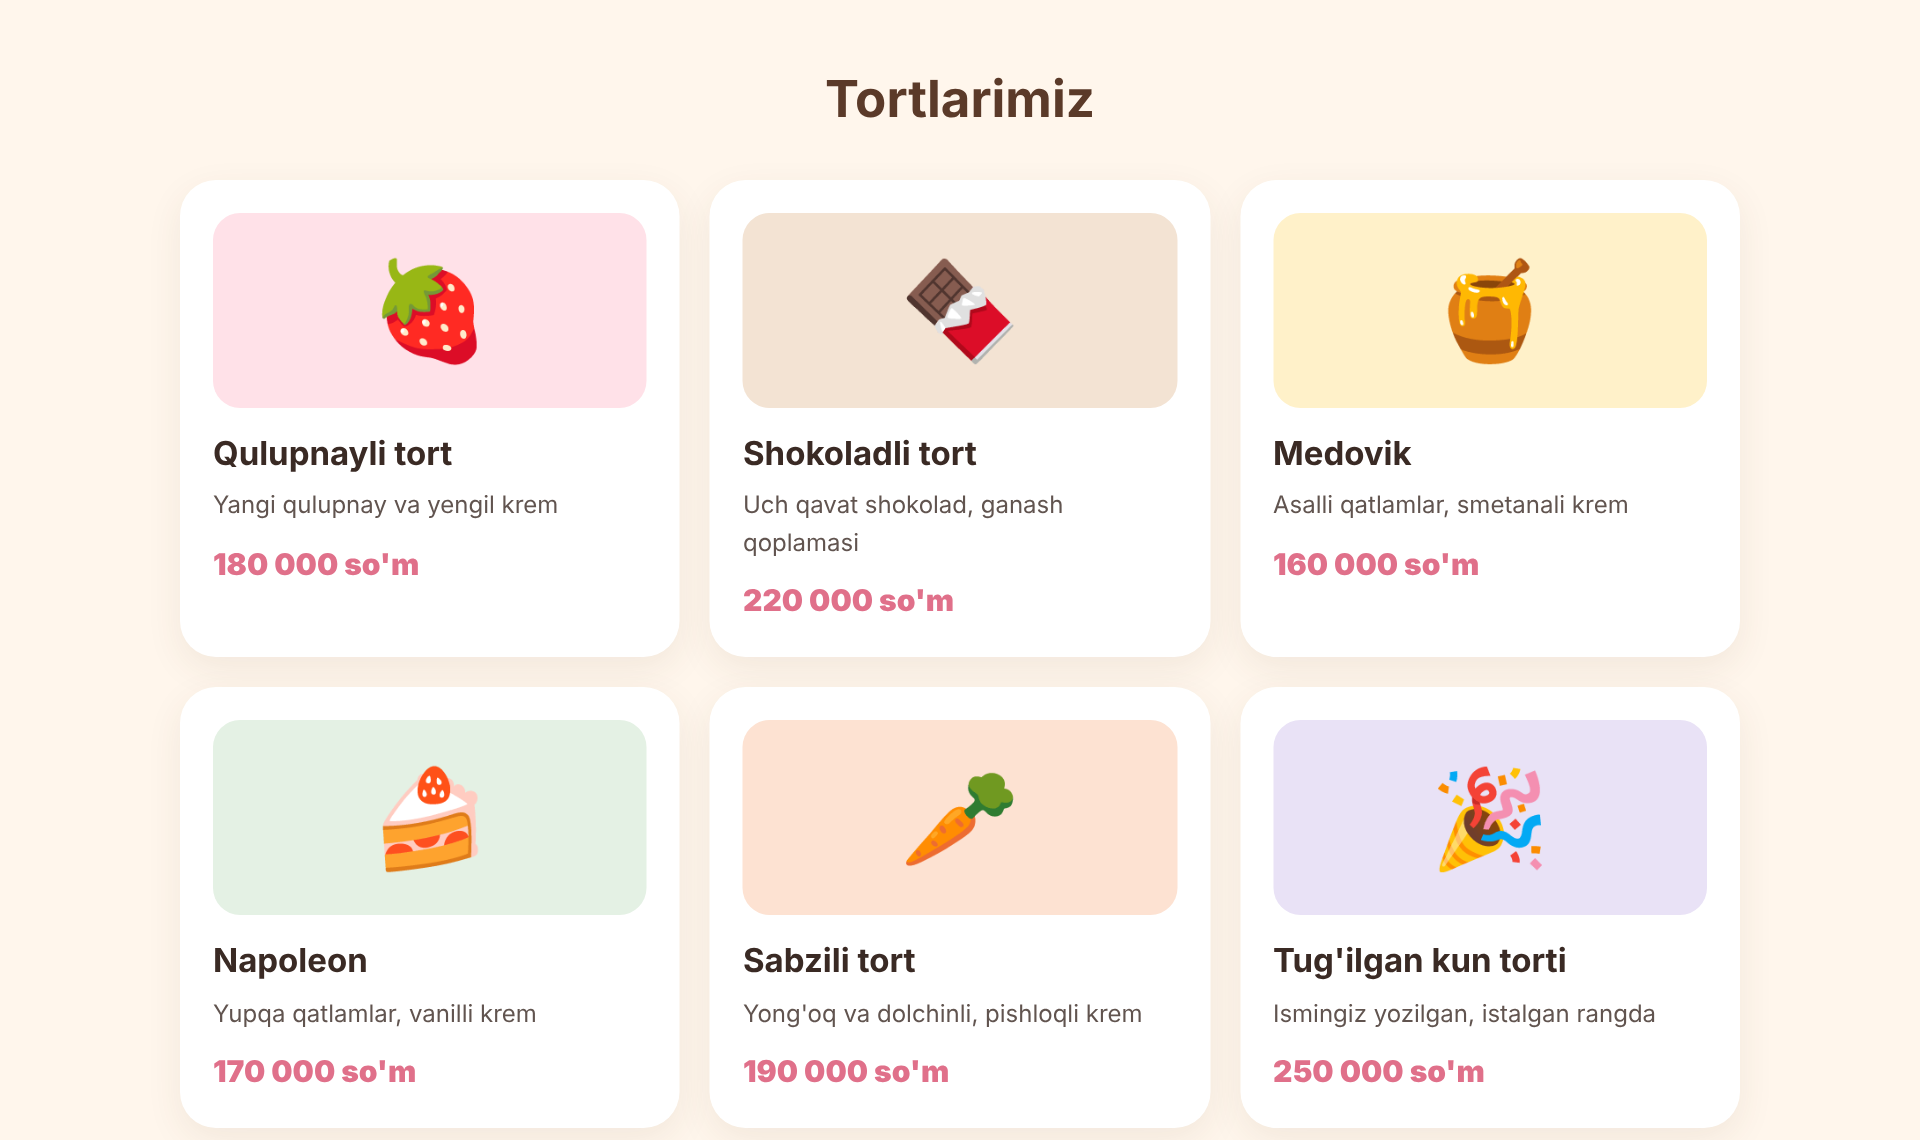 Tortlarimiz
Qulupnayli tort
Yangi qulupnay va yengil krem
180 000 so'm
Shokoladli tort
Uch qavat shokolad, ganash
qoplamasi
220 000 so'm
Medovik
Asalli qatlamlar, smetanali krem
160 000 so'm
Napoleon
Yupqa qatlamlar, vanilli krem
170 000 so'm
Sabzili tort
Yong'oq va dolchinli, pishloqli krem
190 000 so'm
Tug'ilgan kun torti
Ismingiz yozilgan, istalgan rangda
250 000 so'm